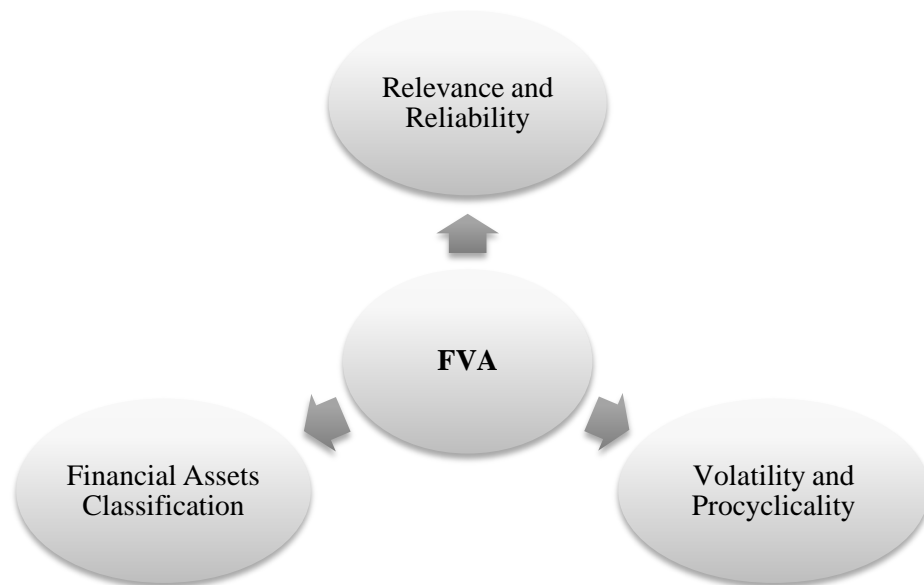 Relevance and
Reliability
FVA
Financial Assets
Classification
Volatility and
Procyclicality